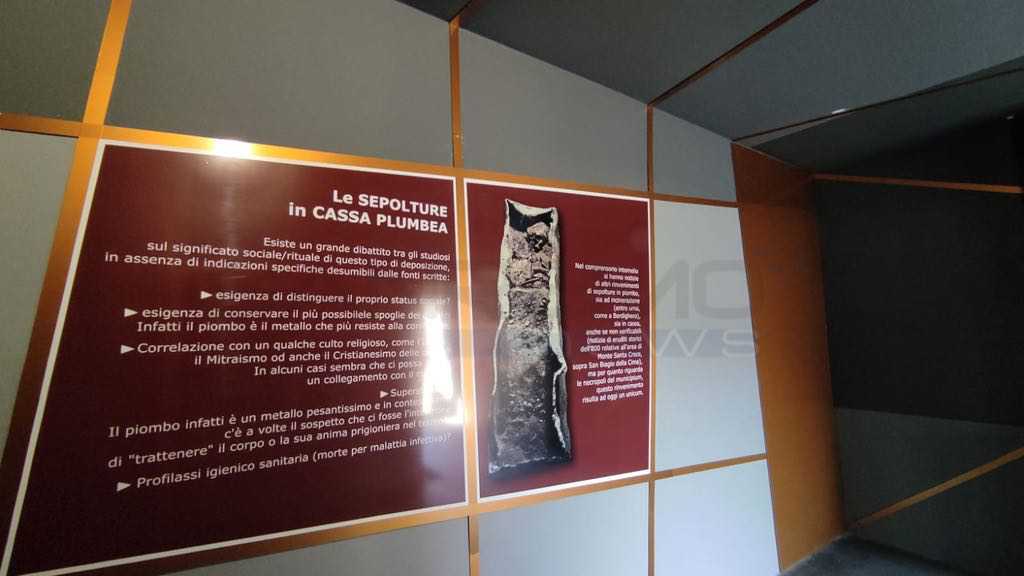 Le SEPOLTURE
in CASSA PLUMBEA
Esiste un grande dibattito tra gli studiosi
sul significato sociale/rituale di questo tipo di deposizione,
in assenza di indicazioni specifiche desumibili dalle fonti scritte:
► esigenza di distinguere il proprio status sociale?
► esigenza di conservare il più possibilele spoglie dei
Infatti il piombo è il metallo che più resiste alla
► Correlazione con un qualche culto religioso, come
il Mitraismo od anche il Cristianesimo delle
In alcuni casi sembra che ci
un collegamento con il
►
Il piombo infatti è un metallo pesantissimo e in
c'è a volte il sospetto che ci fosse
di "trattenere" il corpo o la sua anima prigioniera nel
► Profilassi igienico sanitaria (morte per malattia infettiva)?
Nel comprensorio intemelio
si hanno notizie
di altri rinvenimenti
di sepolture in piombo,
sia ad incinerazione
(entro urna,
come a Bordighera),
sia in cassa,
anche se non verificabili
(notizie di eruditi storici
dell'800 relative all'area di
Monte Santa Croce,
sopra San Biagio della Cima),
ma per quanto riguarda
le necropoli del municipium,
questo rinvenimento
risulta ad oggi un unicum.